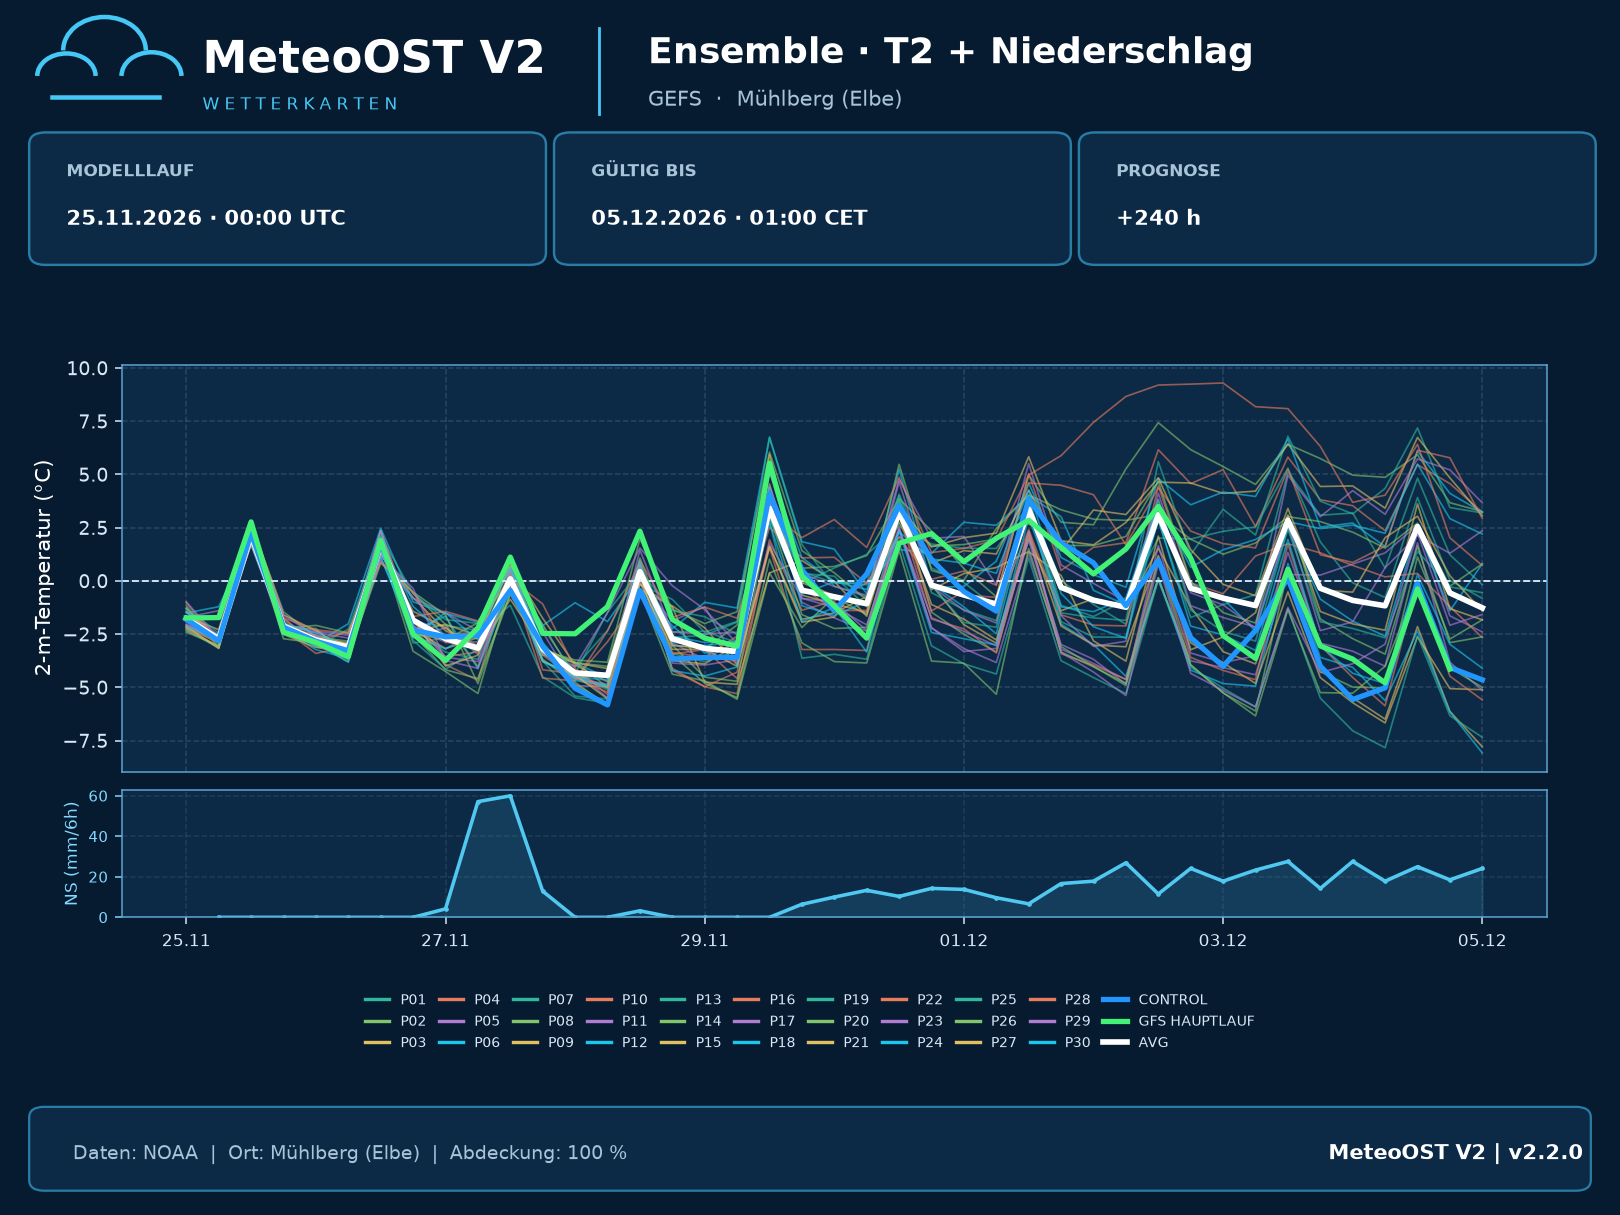 MeteoOST V2
WETTERKARTEN
Ensemble · T2 + Niederschlag
GEFS · Mühlberg (Elbe)
MODELLLAUF
25.11.2026 · 00:00 UTC
GÜLTIG BIS
05.12.2026 · 01:00 CET
PROGNOSE
+240 h
2-m-Temperatur (°C)
10.0
7.5
5.0
2.5
0.0
−2.5
−5.0
−7.5
NS (mm/6h)
60
40
20
0
25.11 27.11 29.11 01.12 03.12 05.12
P01 P04 P07 P10 P13 P16 P19 P22 P25 P28 CONTROL
P02 P05 P08 P11 P14 P17 P20 P23 P26 P29 GFS HAUPTLAUF
P03 P06 P09 P12 P15 P18 P21 P24 P27 P30 AVG
Daten: NOAA | Ort: Mühlberg (Elbe) | Abdeckung: 100 %
MeteoOST V2 | v2.2.0